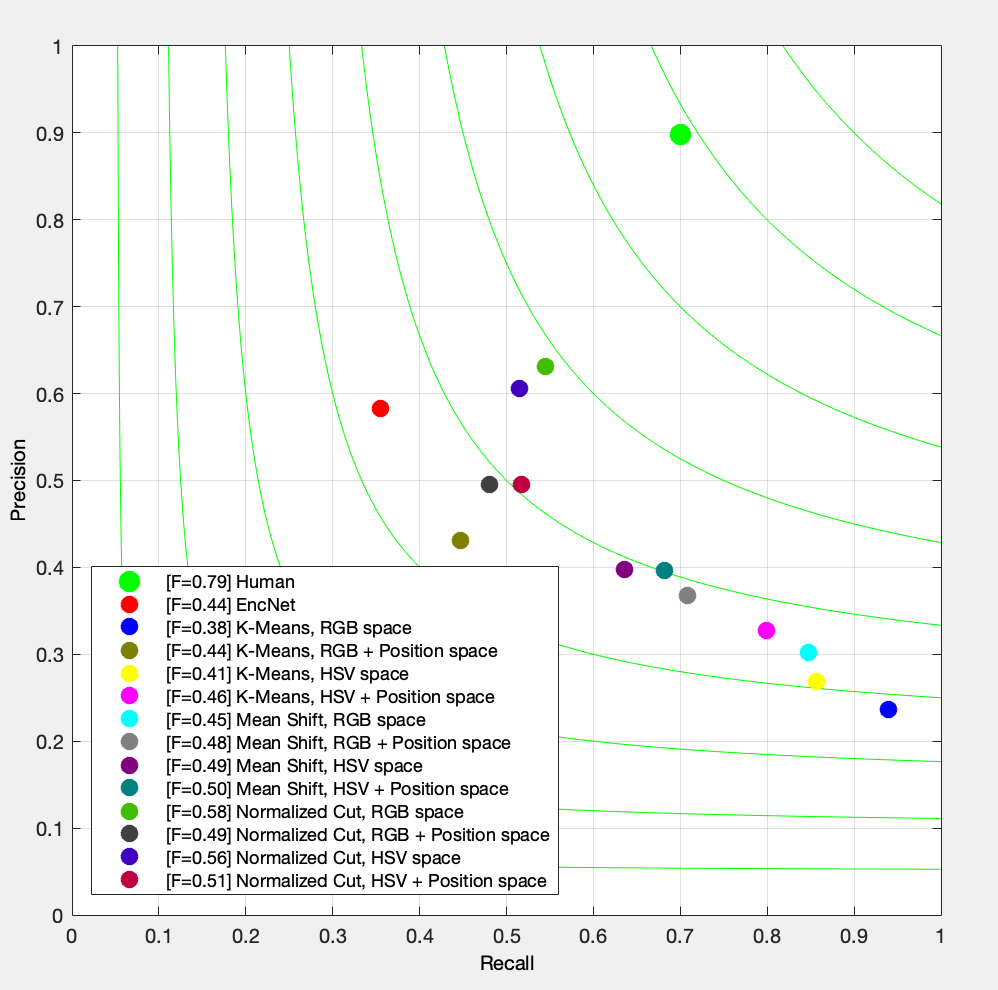 1
0.9
0.8
0.7
0.6
0.5
0.4
0.3
0.2
0.1
0
Precision
[F=0.79] Human
[F=0.44] EncNet
[F=0.38] K-Means, RGB space
[F=0.44] K-Means, RGB + Position space
[F=0.41] K-Means, HSV space
[F=0.46] K-Means, HSV + Position space
[F=0.45] Mean Shift, RGB space
[F=0.48] Mean Shift, RGB + Position space
[F=0.49] Mean Shift, HSV space
[F=0.50] Mean Shift, HSV + Position space
[F=0.58] Normalized Cut, RGB space
[F=0.49] Normalized Cut, RGB + Position space
[F=0.56] Normalized Cut, HSV space
[F=0.51] Normalized Cut, HSV + Position space
0 0.1 0.2 0.3 0.4 0.5 0.6 0.7 0.8 0.9 1
Recall